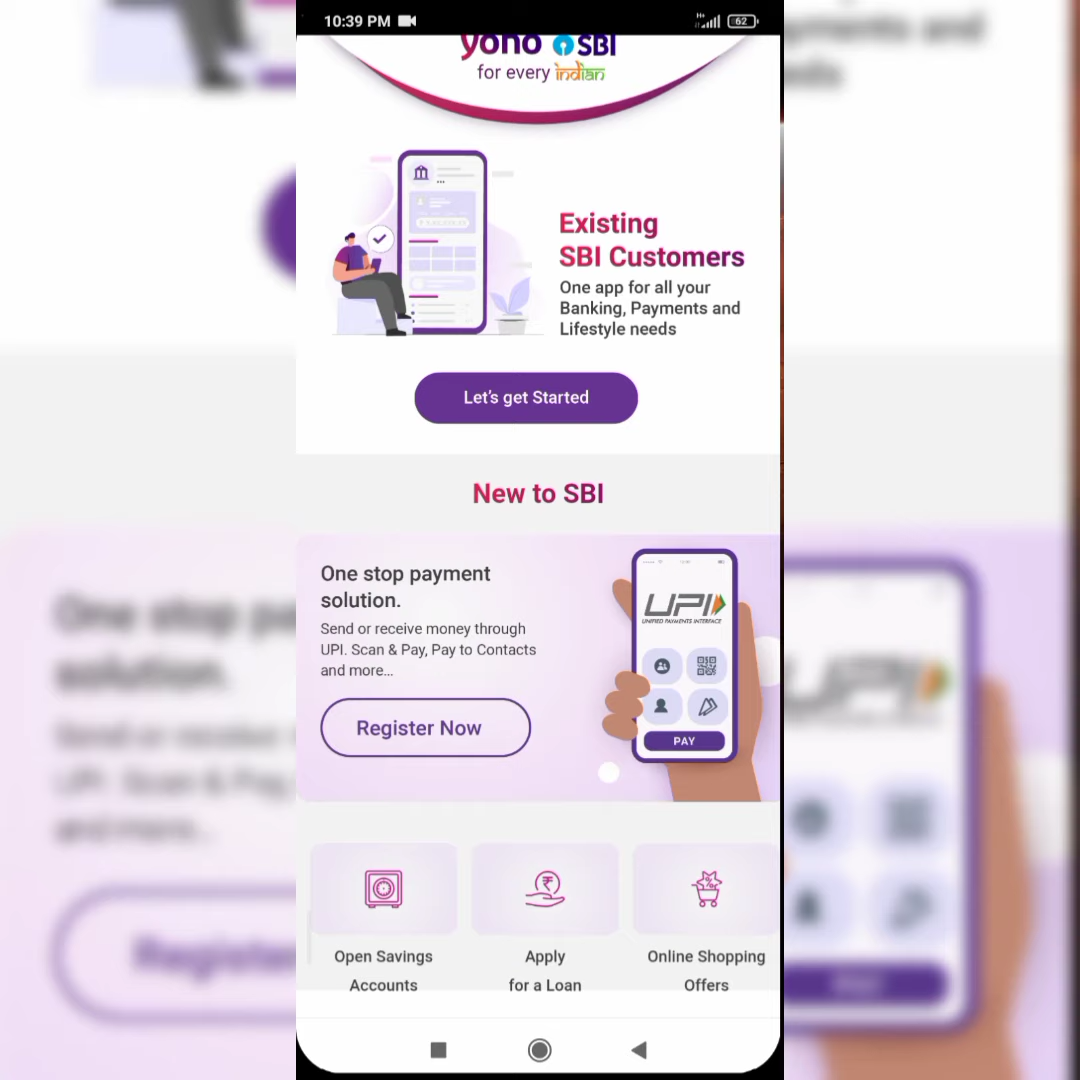 10:39 PM
H+
62
yono SBI
for every indian
Existing
SBI Customers
One app for all your
Banking, Payments and
Lifestyle needs
Let's get Started
New to SBI
One stop payment
solution.
Send or receive money through
UPI. Scan & Pay, Pay to Contacts
and more...
Register Now
UPI
UNIFIED PAYMENTS INTERFACE
PAY
Open Savings
Accounts
Apply
for a Loan
Online Shopping
Offers